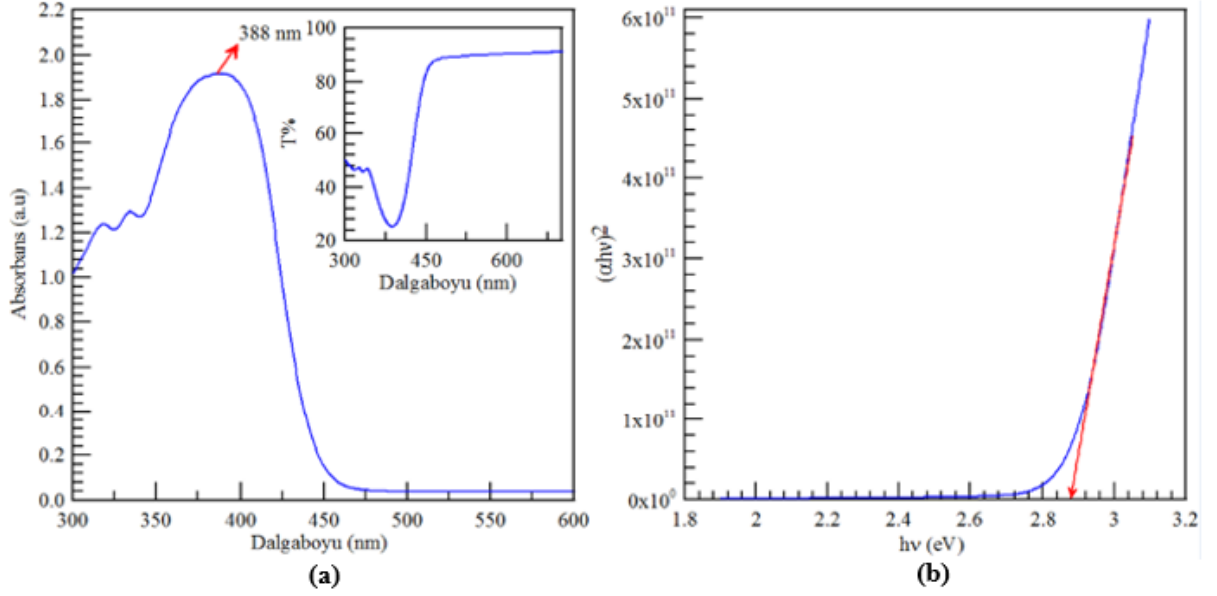 2.2
2.0
1.8
1.6
1.4
1.2
1.0
0.8
0.6
0.4
0.2
0.0
Absorbans (a.u)
300 350 400 450 500 550 600
Dalgaboyu (nm)
388 nm
100
80
60
40
20
T%
300 450 600
Dalgaboyu (nm)
(a)
6x10¹¹
5x10¹¹
4x10¹¹
3x10¹¹
2x10¹¹
1x10¹¹
0x10⁰
(αhν)²
1.8 2 2.2 2.4 2.6 2.8 3 3.2
hν (eV)
(b)